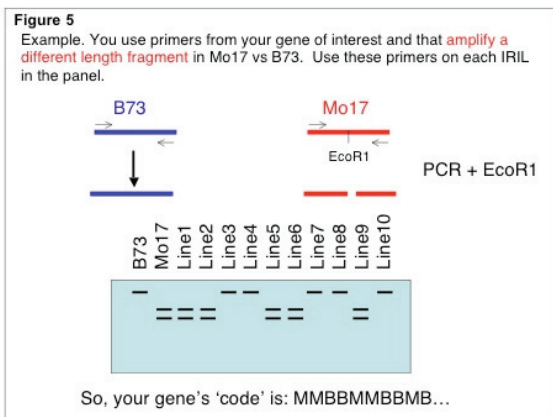 Figure 5
Example. You use primers from your gene of interest and that amplify a
different length fragment in Mo17 vs B73. Use these primers on each IRIL
in the panel.
B73
Mo17
EcoR1
PCR + EcoR1
B73
Mo17
Line1
Line2
Line3
Line4
Line5
Line6
Line7
Line8
Line9
Line10
So, your gene's 'code' is: MMBBMMBBMB...